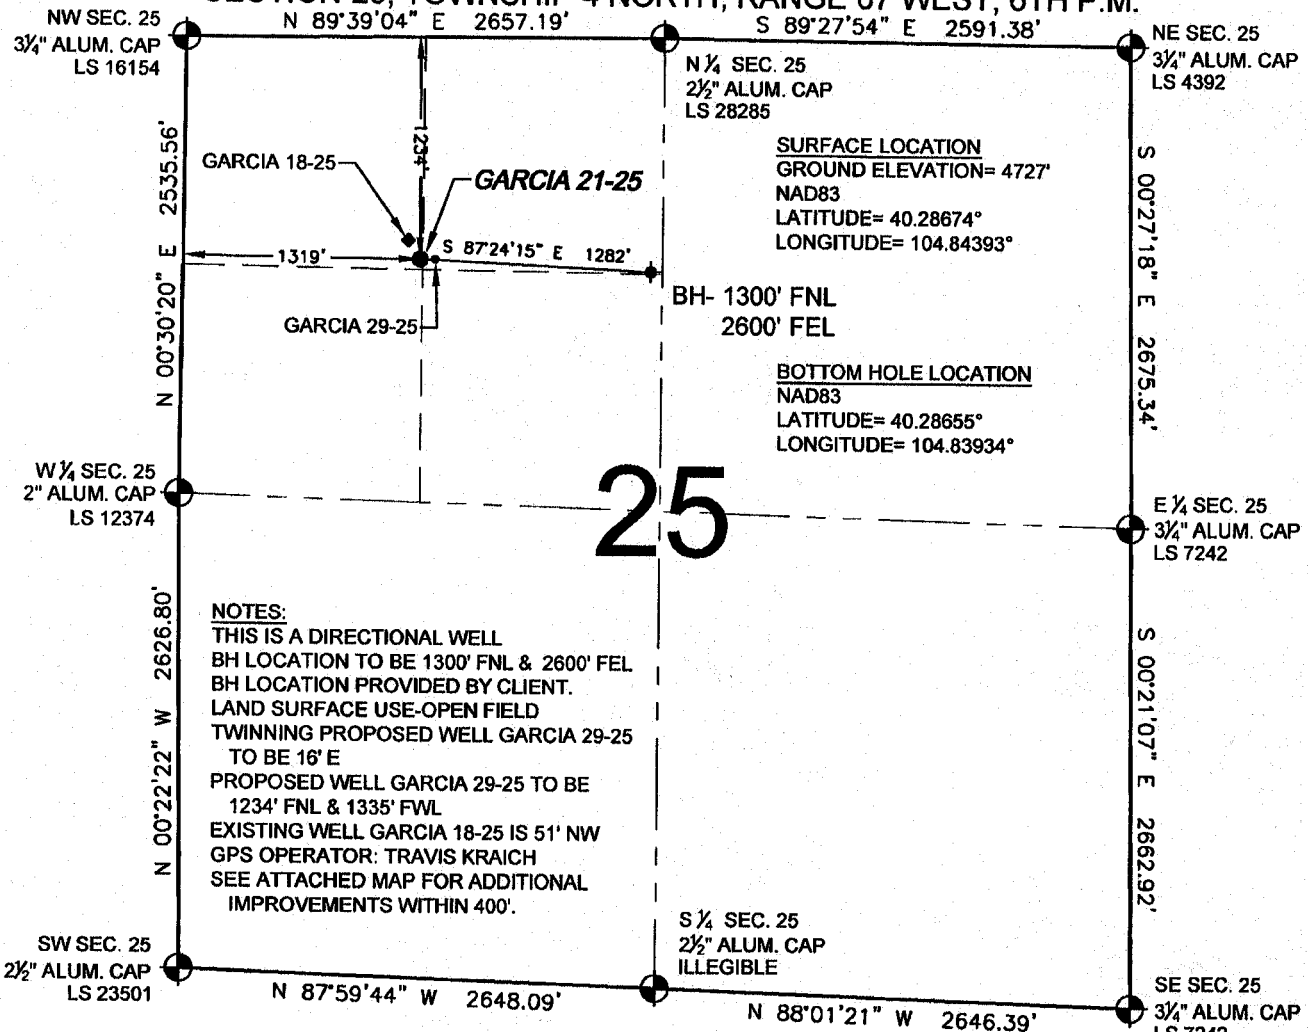 SECTION 25, TOWNSHIP 4 NORTH, RANGE 67 WEST, 6TH P.M.
NW SEC. 25
3¼" ALUM. CAP
LS 16154
N 89°39'04" E 2657.19'
S 89°27'54" E 2591.38'
NE SEC. 25
3¼" ALUM. CAP
LS 4392
N ¼ SEC. 25
2½" ALUM. CAP
LS 28285
N 00°30'20" E 2535.56'
1234'
GARCIA 18-25
GARCIA 21-25
1319'
S 87°24'15" E 1282'
GARCIA 29-25
SURFACE LOCATION
GROUND ELEVATION= 4727'
NAD83
LATITUDE= 40.28674°
LONGITUDE= 104.84393°
BH- 1300' FNL
2600' FEL
BOTTOM HOLE LOCATION
NAD83
LATITUDE= 40.28655°
LONGITUDE= 104.83934°
S 00°27'18" E 2675.34'
W ¼ SEC. 25
2" ALUM. CAP
LS 12374
25
E ¼ SEC. 25
3¼" ALUM. CAP
LS 7242
N 00°22'22" W 2626.80'
NOTES:
THIS IS A DIRECTIONAL WELL
BH LOCATION TO BE 1300' FNL & 2600' FEL
BH LOCATION PROVIDED BY CLIENT.
LAND SURFACE USE-OPEN FIELD
TWINNING PROPOSED WELL GARCIA 29-25
TO BE 16' E
PROPOSED WELL GARCIA 29-25 TO BE
1234' FNL & 1335' FWL
EXISTING WELL GARCIA 18-25 IS 51' NW
GPS OPERATOR: TRAVIS KRAICH
SEE ATTACHED MAP FOR ADDITIONAL
IMPROVEMENTS WITHIN 400'.
S 00°21'07" E 2662.92'
SW SEC. 25
2½" ALUM. CAP
LS 23501
N 87°59'44" W 2648.09'
S ¼ SEC. 25
2½" ALUM. CAP
ILLEGIBLE
N 88°01'21" W 2646.39'
SE SEC. 25
3¼" ALUM. CAP
LS 7242